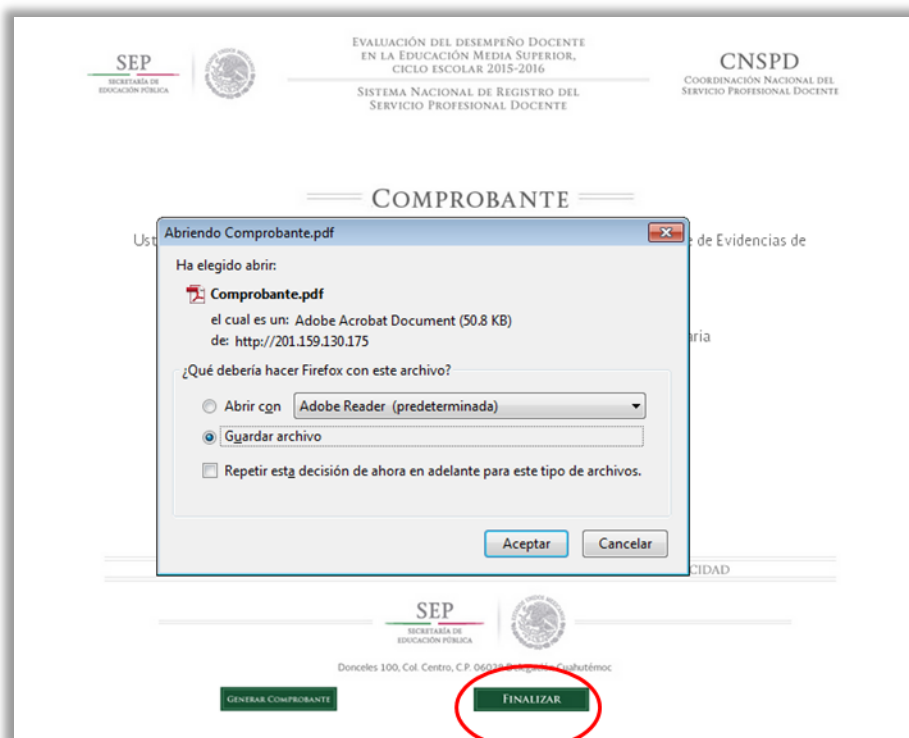 SEP
SECRETARÍA DE
EDUCACIÓN PÚBLICA
EVALUACIÓN DEL DESEMPEÑO DOCENTE
EN LA EDUCACIÓN MEDIA SUPERIOR,
CICLO ESCOLAR 2015-2016
SISTEMA NACIONAL DE REGISTRO DEL
SERVICIO PROFESIONAL DOCENTE
CNSPD
COORDINACIÓN NACIONAL DEL
SERVICIO PROFESIONAL DOCENTE
COMPROBANTE
Ust
e de Evidencias de
aria
Abriendo Comprobante.pdf
Ha elegido abrir:
Comprobante.pdf
el cual es un: Adobe Acrobat Document (50.8 KB)
de: http://201.159.130.175
¿Qué debería hacer Firefox con este archivo?
Abrir con Adobe Reader (predeterminada)
Guardar archivo
Repetir esta decisión de ahora en adelante para este tipo de archivos.
Aceptar Cancelar
CIDAD
SEP
SECRETARÍA DE
EDUCACIÓN PÚBLICA
Donceles 100, Col. Centro, C.P. 06020 Delegación Cuahutémoc
GENERAR COMPROBANTE FINALIZAR